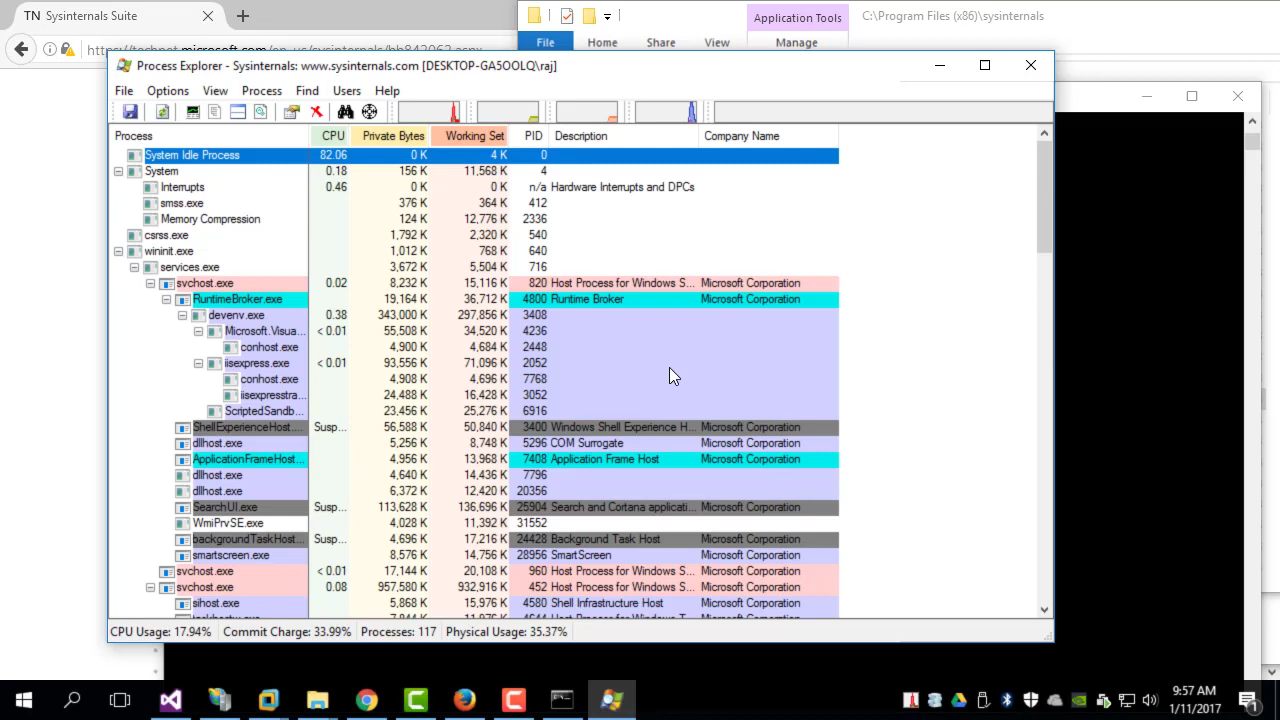 TN Sysinternals Suite
Application Tools
C:\Program Files (x86)\sysinternals
File Home Share View Manage
Process Explorer - Sysinternals: www.sysinternals.com [DESKTOP-GA5OOLQ\raj]
File Options View Process Find Users Help
Process CPU Private Bytes Working Set PID Description Company Name
System Idle Process 82.06 0 K 4 K 0
System 0.18 156 K 11,568 K 4
Interrupts 0.46 0 K 0 K n/a Hardware Interrupts and DPCs
smss.exe 376 K 364 K 412
Memory Compression 124 K 12,776 K 2336
csrss.exe 1,792 K 2,320 K 540
wininit.exe 1,012 K 768 K 640
services.exe 3,672 K 5,504 K 716
svchost.exe 0.02 8,232 K 15,116 K 820 Host Process for Windows S... Microsoft Corporation
RuntimeBroker.exe 19,164 K 36,712 K 4800 Runtime Broker Microsoft Corporation
devenv.exe 0.38 343,000 K 297,856 K 3408
Microsoft.Visua... < 0.01 55,508 K 34,520 K 4236
conhost.exe 4,900 K 4,684 K 2448
iisexpress.exe < 0.01 93,556 K 71,096 K 2052
conhost.exe 4,908 K 4,696 K 7768
iisexpresstra... 24,488 K 16,428 K 3052
ScriptedSandb... 23,456 K 25,276 K 6916
ShellExperienceHost.... Susp... 56,588 K 50,840 K 3400 Windows Shell Experience H... Microsoft Corporation
dllhost.exe 5,256 K 8,748 K 5296 COM Surrogate Microsoft Corporation
ApplicationFrameHost... 4,956 K 13,968 K 7408 Application Frame Host Microsoft Corporation
dllhost.exe 4,640 K 14,436 K 7796
dllhost.exe 6,372 K 12,420 K 20356
SearchUI.exe Susp... 113,628 K 136,696 K 25904 Search and Cortana applicati... Microsoft Corporation
WmiPrvSE.exe 4,028 K 11,392 K 31552
backgroundTaskHost... Susp... 4,696 K 17,216 K 24428 Background Task Host Microsoft Corporation
smartscreen.exe 8,576 K 14,756 K 28956 SmartScreen Microsoft Corporation
svchost.exe < 0.01 17,144 K 20,108 K 960 Host Process for Windows S... Microsoft Corporation
svchost.exe 0.08 957,580 K 932,916 K 452 Host Process for Windows S... Microsoft Corporation
sihost.exe 5,868 K 15,976 K 4580 Shell Infrastructure Host Microsoft Corporation
CPU Usage: 17.94% Commit Charge: 33.99% Processes: 117 Physical Usage: 35.37%
9:57 AM
1/11/2017